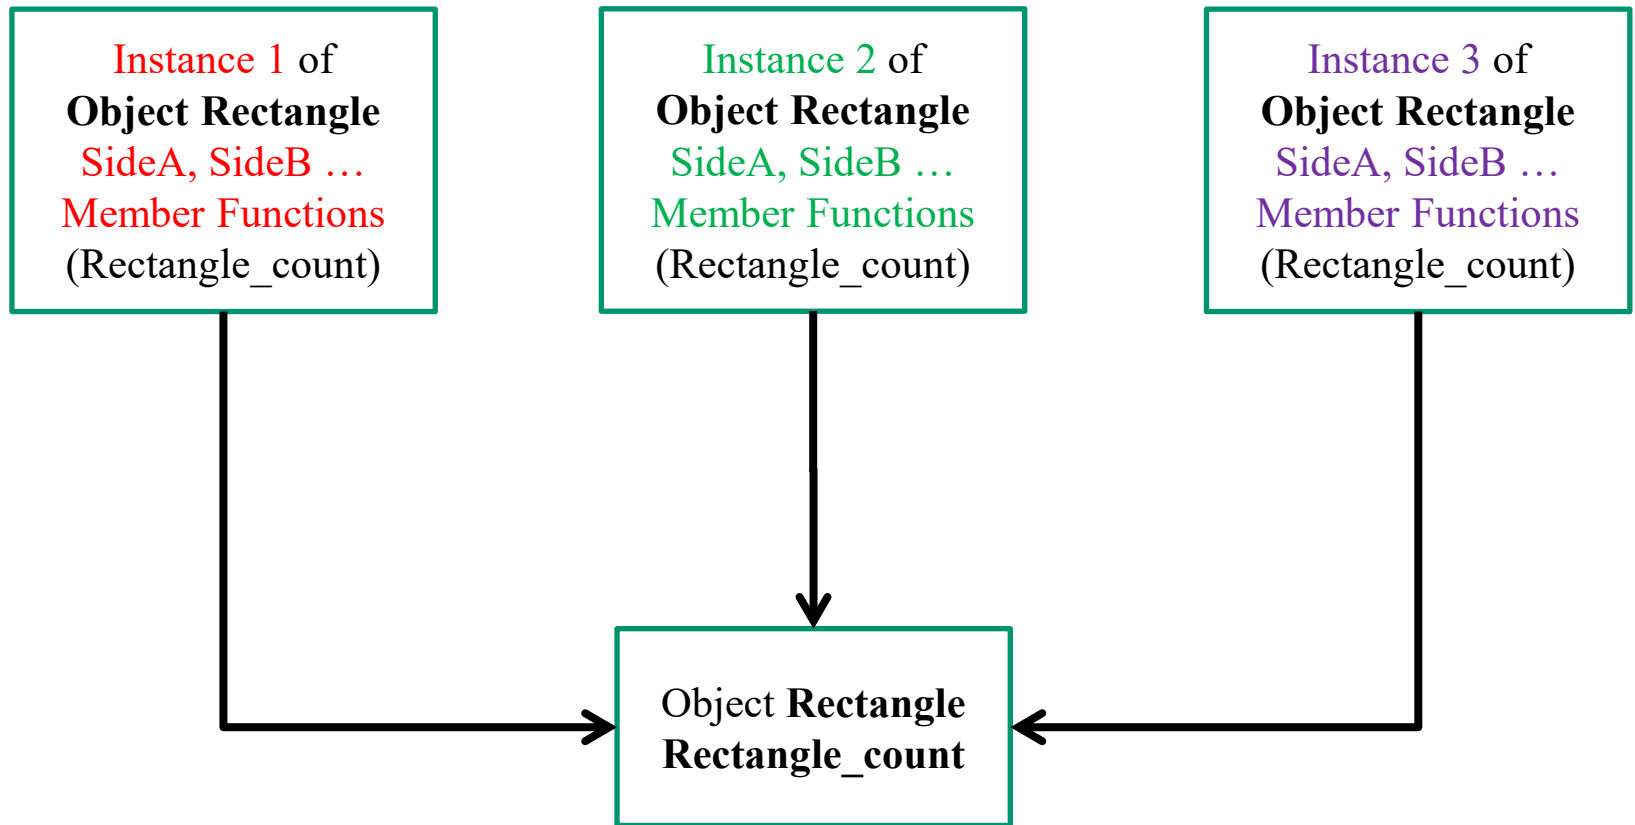 Instance 1 of
Object Rectangle
SideA, SideB …
Member Functions
(Rectangle_count)
Instance 2 of
Object Rectangle
SideA, SideB …
Member Functions
(Rectangle_count)
Instance 3 of
Object Rectangle
SideA, SideB …
Member Functions
(Rectangle_count)
Object Rectangle
Rectangle_count